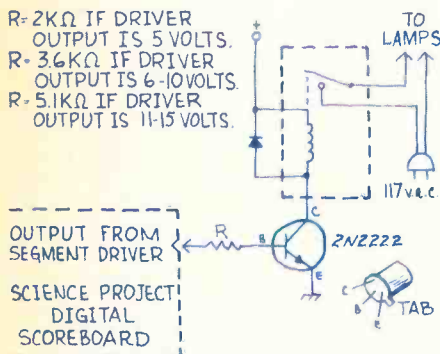 R=2KΩ IF DRIVER
OUTPUT IS 5 VOLTS.
R=3.6KΩ IF DRIVER
OUTPUT IS 6-10 VOLTS.
R=5.1KΩ IF DRIVER
OUTPUT IS 11-15 VOLTS.
+
TO
LAMPS
117 v.a.c.
C
R
B
2N2222
E
OUTPUT FROM
SEGMENT DRIVER
SCIENCE PROJECT
DIGITAL
SCOREBOARD
C
B
E
TAB